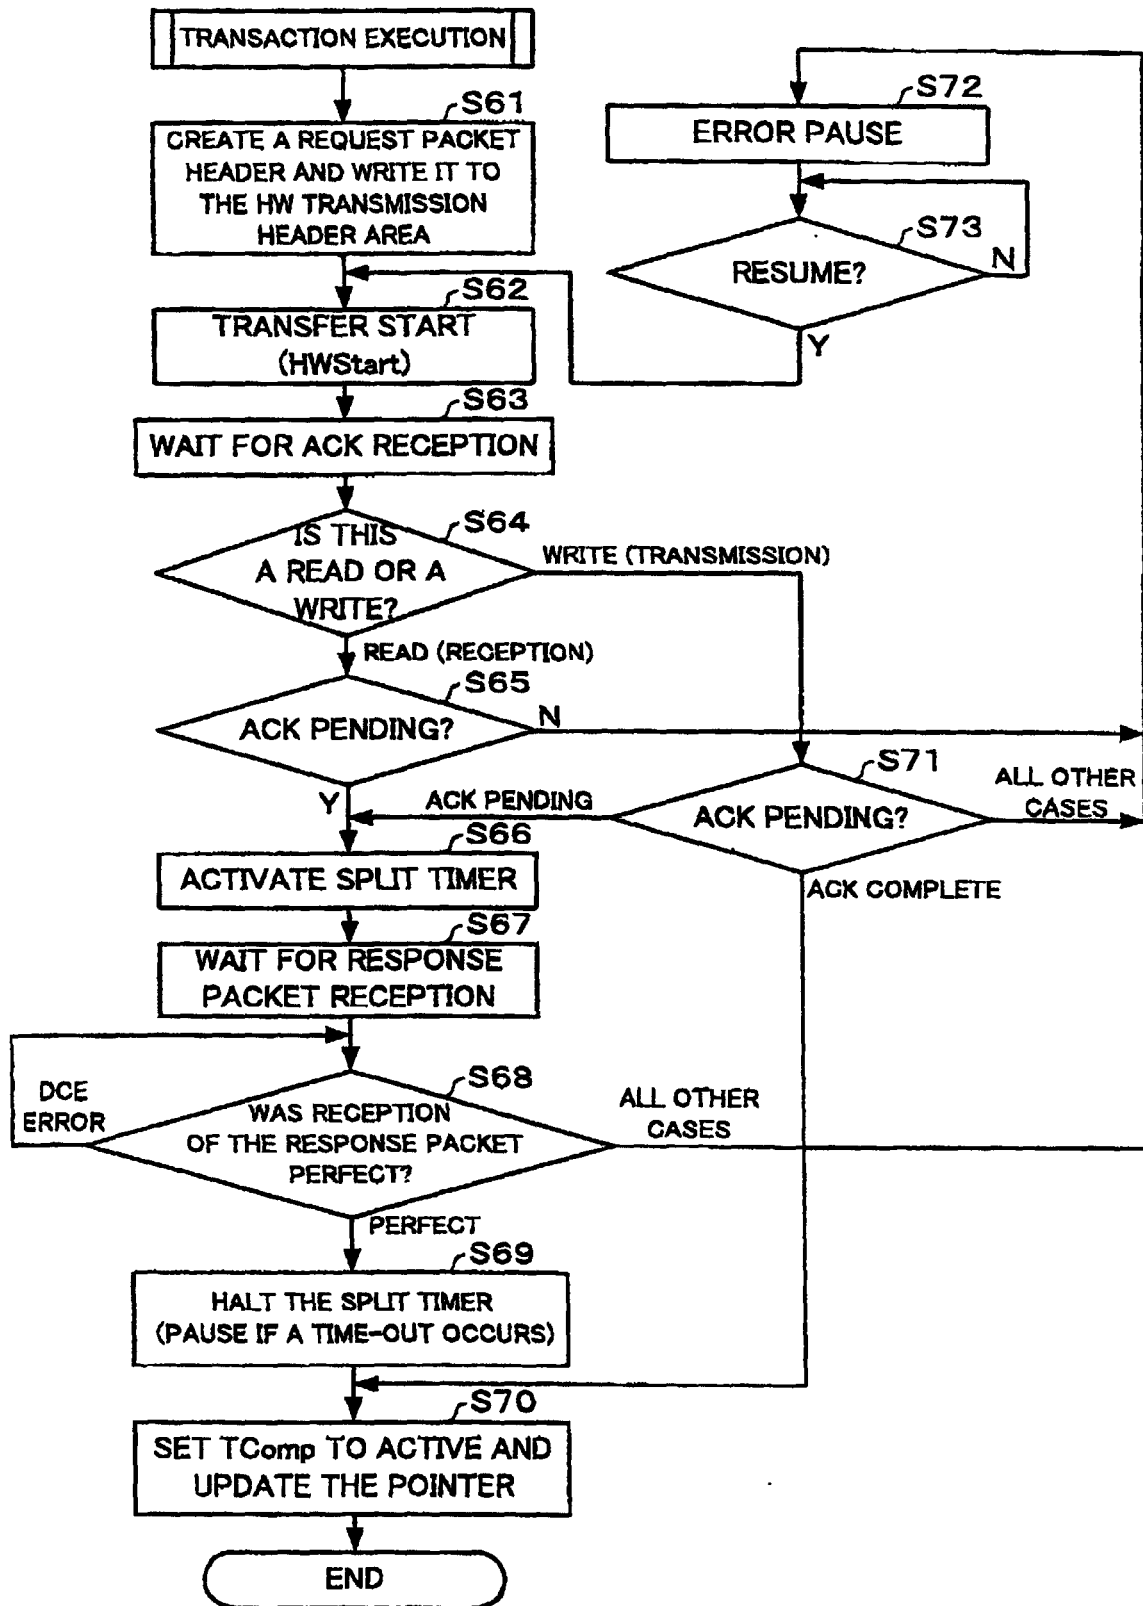 TRANSACTION EXECUTION
S61
CREATE A REQUEST PACKET
HEADER AND WRITE IT TO
THE HW TRANSMISSION
HEADER AREA
S72
ERROR PAUSE
S73
RESUME?
N
Y
S62
TRANSFER START
(HWStart)
S63
WAIT FOR ACK RECEPTION
S64
IS THIS
A READ OR A
WRITE?
WRITE (TRANSMISSION)
READ (RECEPTION)
S65
ACK PENDING?
N
Y
S71
ACK PENDING?
ALL OTHER
CASES
ACK PENDING
ACK COMPLETE
S66
ACTIVATE SPLIT TIMER
S67
WAIT FOR RESPONSE
PACKET RECEPTION
DCE
ERROR
S68
WAS RECEPTION
OF THE RESPONSE PACKET
PERFECT?
ALL OTHER
CASES
PERFECT
S69
HALT THE SPLIT TIMER
(PAUSE IF A TIME-OUT OCCURS)
S70
SET TComp TO ACTIVE AND
UPDATE THE POINTER
END